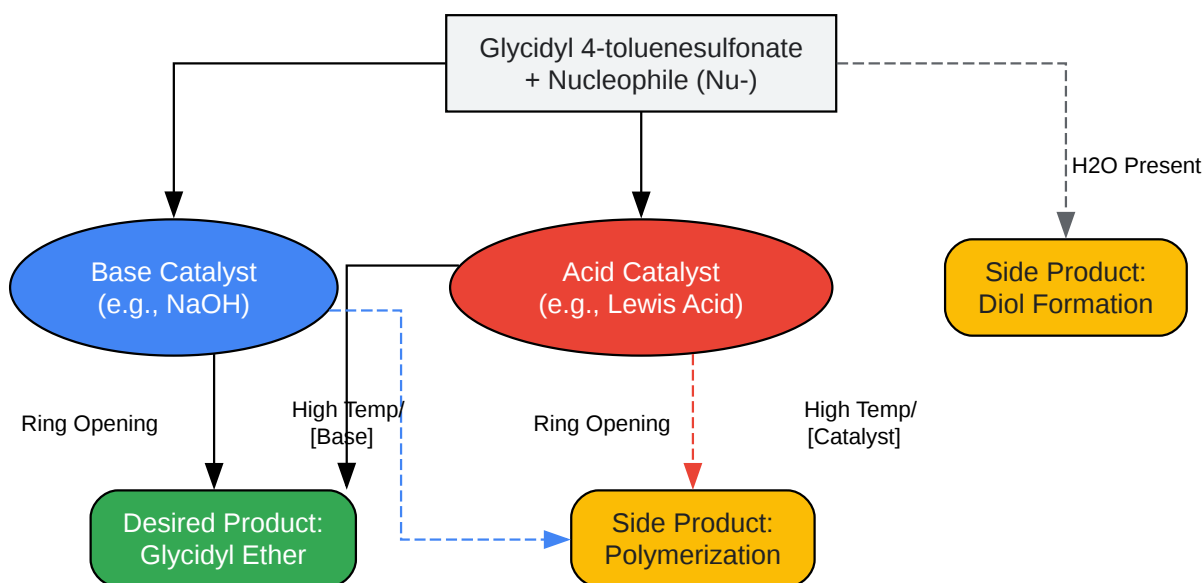 Glycidyl 4-toluenesulfonate
+ Nucleophile (Nu-)
H2O Present
Base Catalyst
(e.g., NaOH)
Acid Catalyst
(e.g., Lewis Acid)
Side Product:
Diol Formation
Ring Opening
High Temp/
[Base]
Ring Opening
High Temp/
[Catalyst]
Desired Product:
Glycidyl Ether
Side Product:
Polymerization